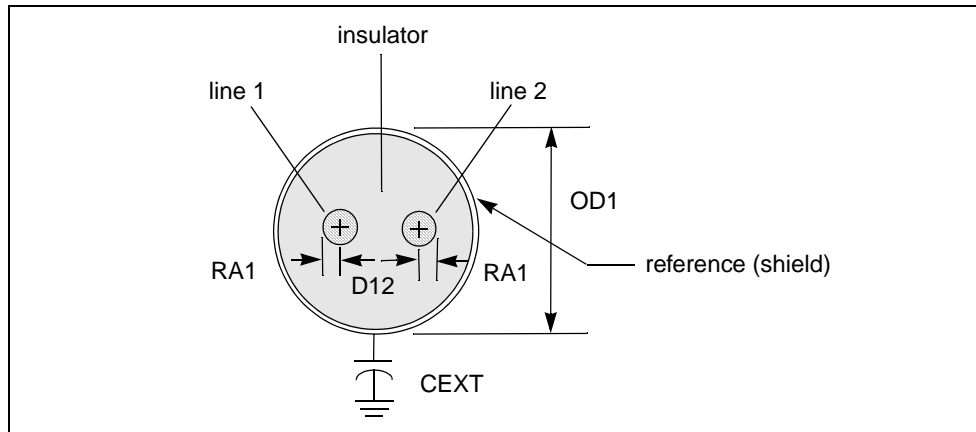 insulator
line 1
line 2
OD1
RA1
D12
RA1
reference (shield)
CEXT